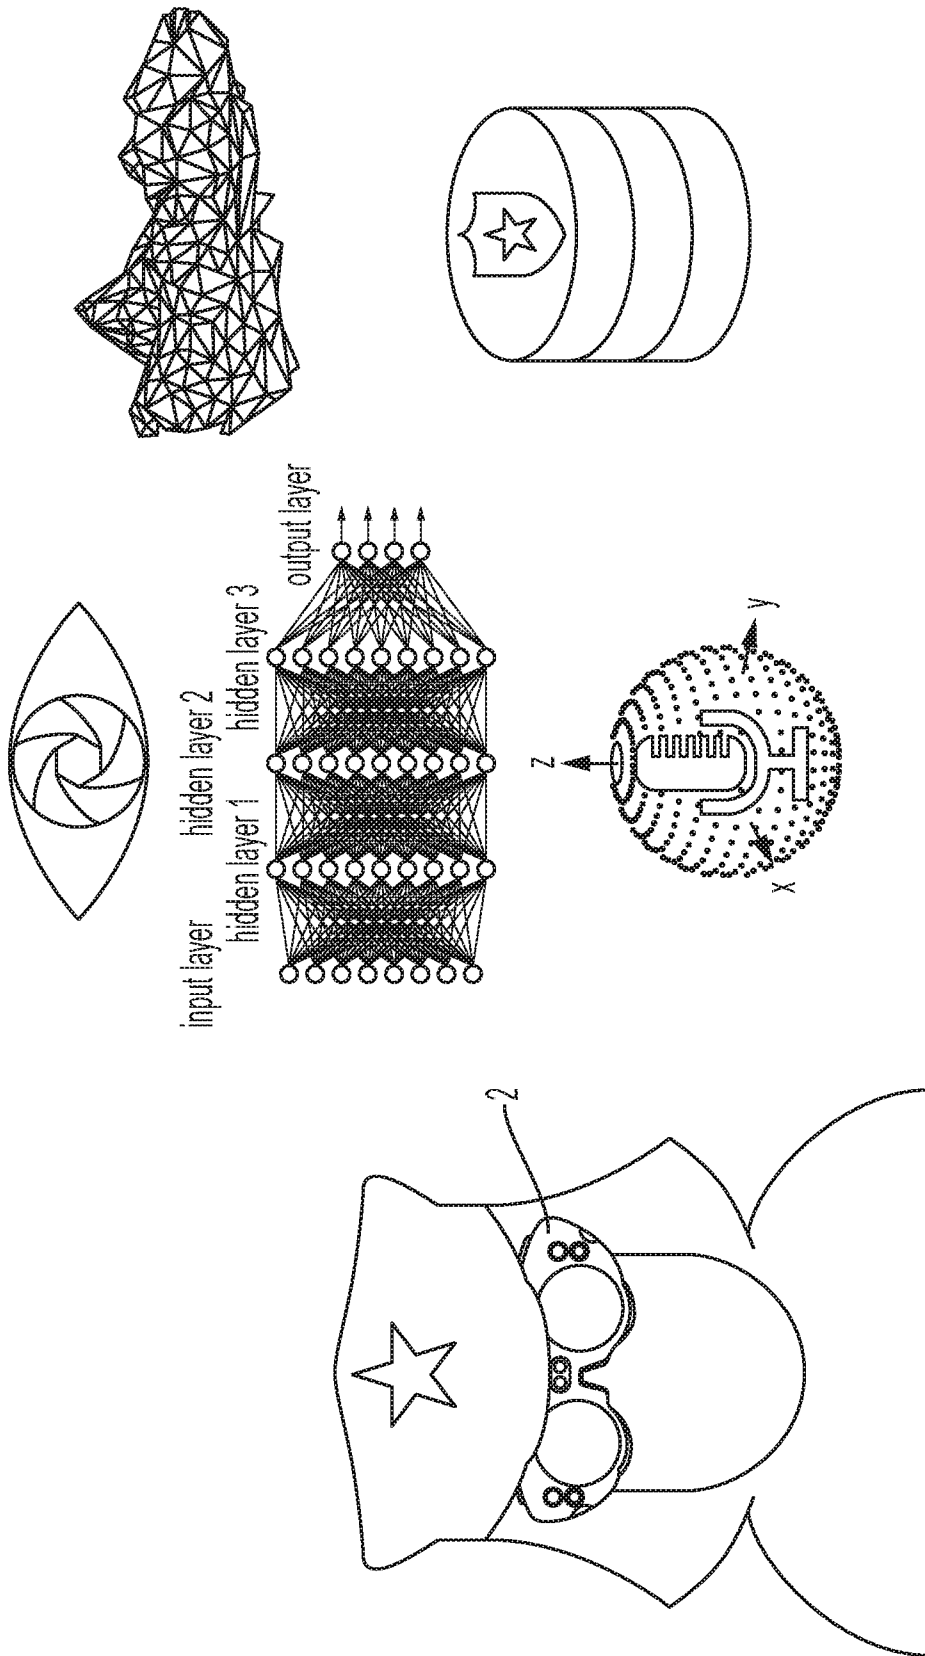 input layer
hidden layer 1
hidden layer 2
hidden layer 3
output layer
2
z
x
y